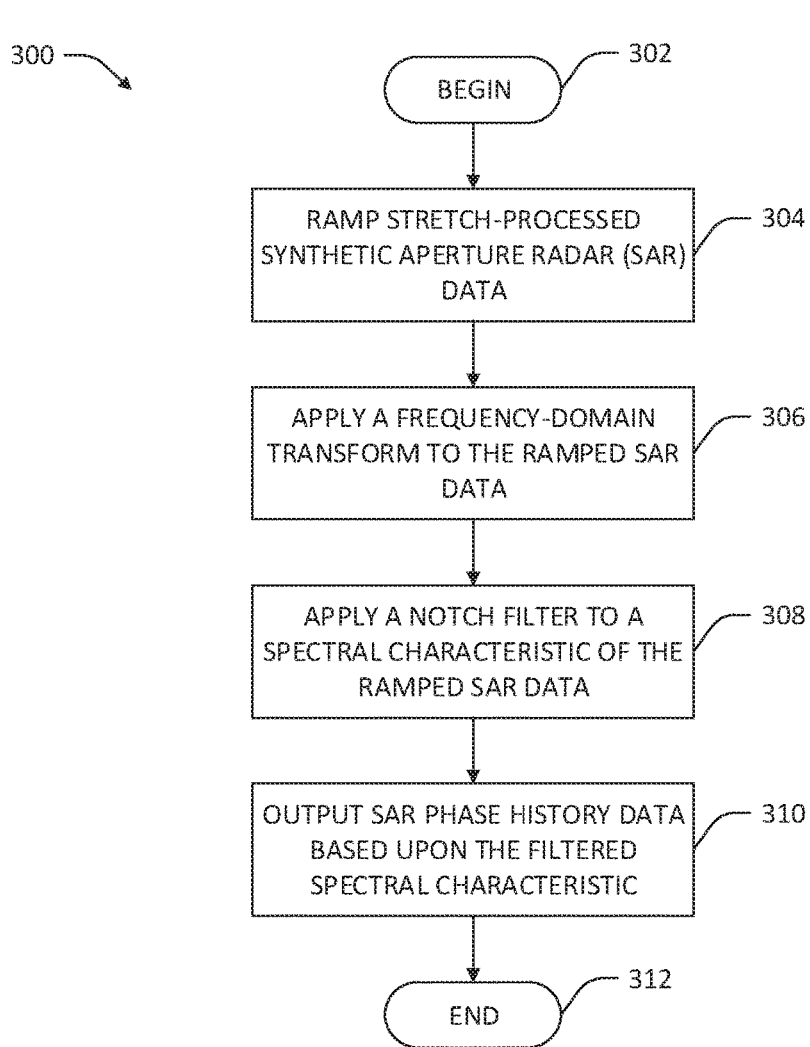 300
302
BEGIN
RAMP STRETCH-PROCESSED
SYNTHETIC APERTURE RADAR (SAR)
DATA
304
APPLY A FREQUENCY-DOMAIN
TRANSFORM TO THE RAMPED SAR
DATA
306
APPLY A NOTCH FILTER TO A
SPECTRAL CHARACTERISTIC OF THE
RAMPED SAR DATA
308
OUTPUT SAR PHASE HISTORY DATA
BASED UPON THE FILTERED
SPECTRAL CHARACTERISTIC
310
END
312